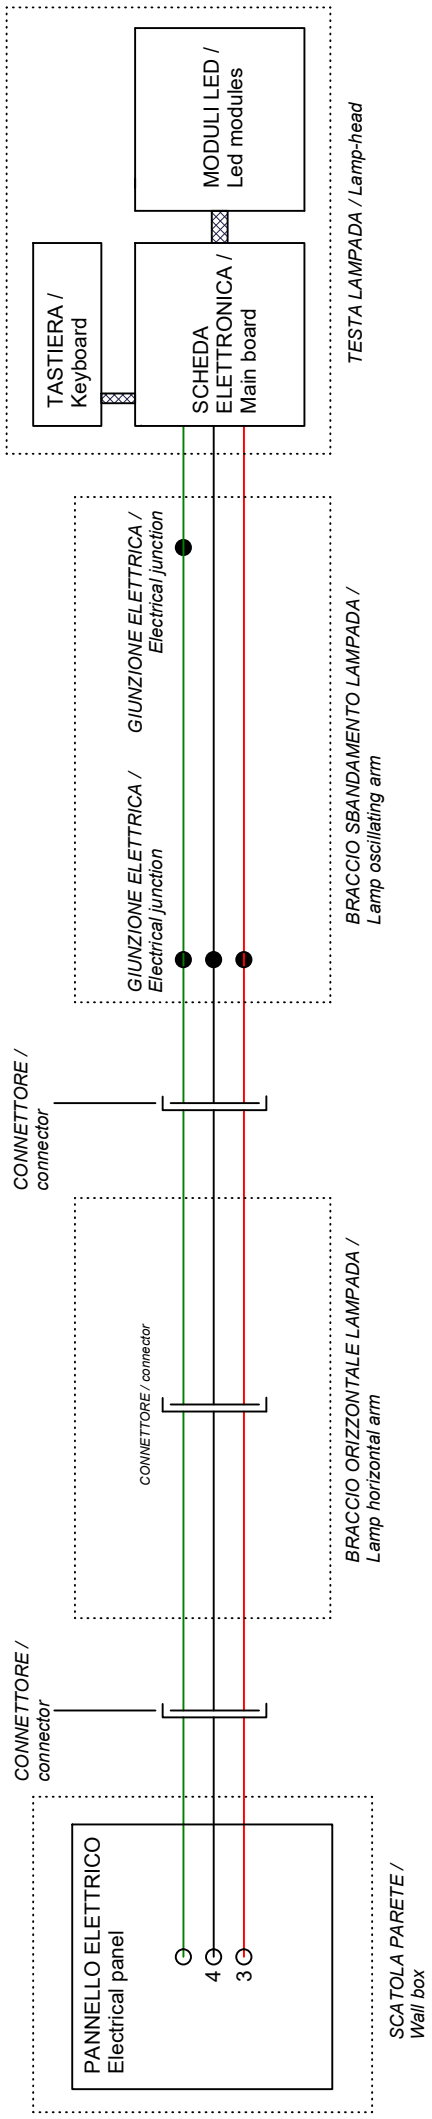 PANNELLO ELETTRICO
Electrical panel
4
3
SCATOLA PARETE /
Wall box
CONNETTORE /
connector
CONNETTORE / connector
BRACCIO ORIZZONTALE LAMPADA /
Lamp horizontal arm
CONNETTORE /
connector
GIUNZIONE ELETTRICA /
Electrical junction
GIUNZIONE ELETTRICA /
Electrical junction
BRACCIO SBANDAMENTO LAMPADA /
Lamp oscillating arm
TASTIERA /
Keyboard
SCHEDA
ELETTRONICA /
Main board
MODULI LED /
Led modules
TESTA LAMPADA / Lamp-head